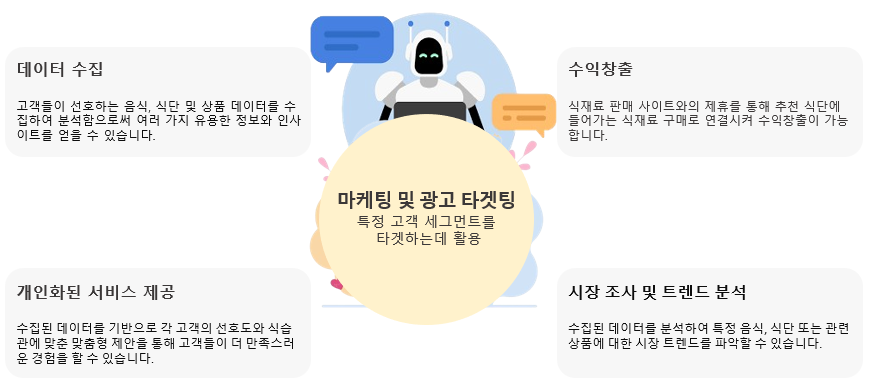 데이터 수집
고객들이 선호하는 음식, 식단 및 상품 데이터를 수
집하여 분석함으로써 여러 가지 유용한 정보와 인사
이트를 얻을 수 있습니다.
수익창출
식재료 판매 사이트와의 제휴를 통해 추천 식단에
들어가는 식재료 구매로 연결시켜 수익창출이 가능
합니다.
마케팅 및 광고 타겟팅
특정 고객 세그먼트를
타겟하는데 활용
개인화된 서비스 제공
수집된 데이터를 기반으로 각 고객의 선호도와 식습
관에 맞춘 맞춤형 제안을 통해 고객들이 더 만족스러
운 경험을 할 수 있습니다.
시장 조사 및 트렌드 분석
수집된 데이터를 분석하여 특정 음식, 식단 또는 관련
상품에 대한 시장 트렌드를 파악할 수 있습니다.